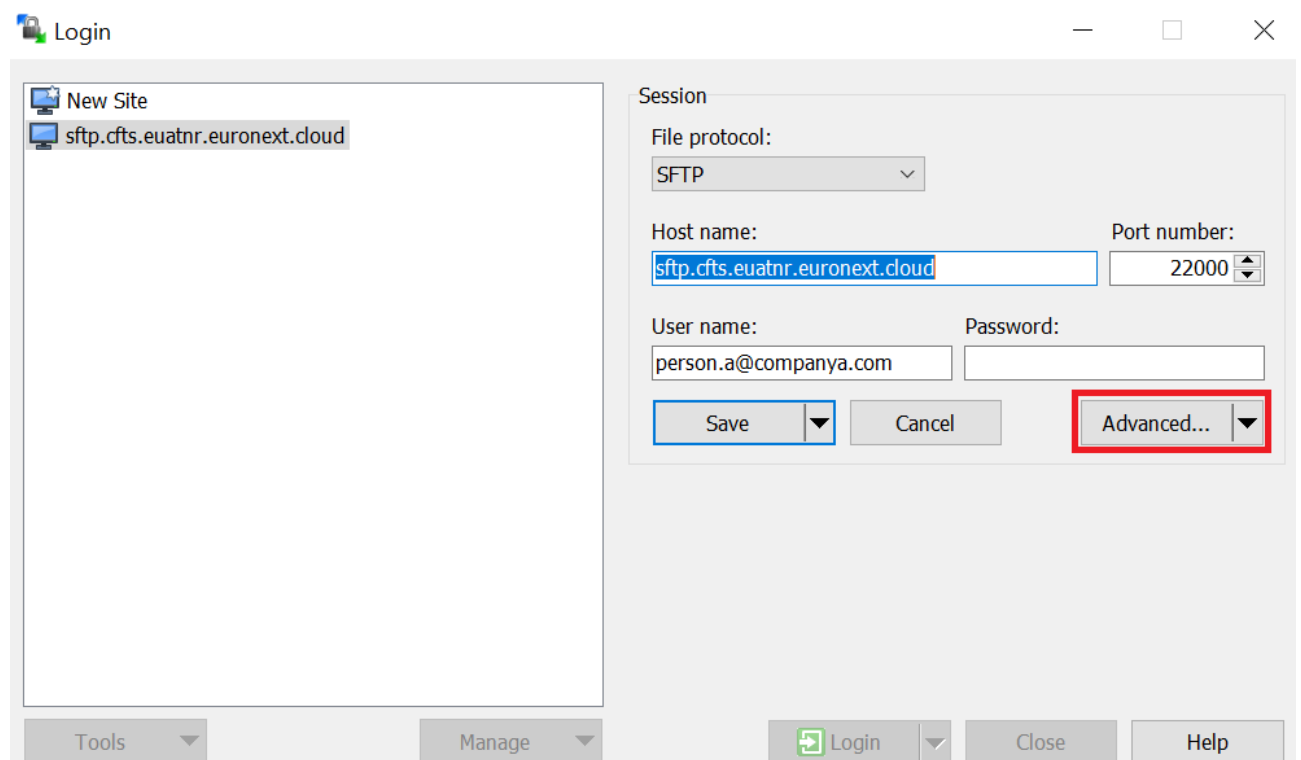 Login
New Site
sftp.cfts.euatnr.euronext.cloud
Session
File protocol:
SFTP
Host name:
Port number:
sftp.cfts.euatnr.euronext.cloud
22000
User name:
Password:
person.a@companya.com
Save
Cancel
Advanced...
Tools
Manage
Login
Close
Help